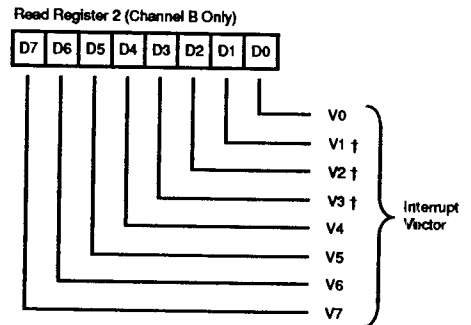 Read Register 2 (Channel B Only)
D7 D6 D5 D4 D3 D2 D1 D0
V0
V1 †
V2 †
V3 †
V4
V5
V6
V7
Interrupt
Vector